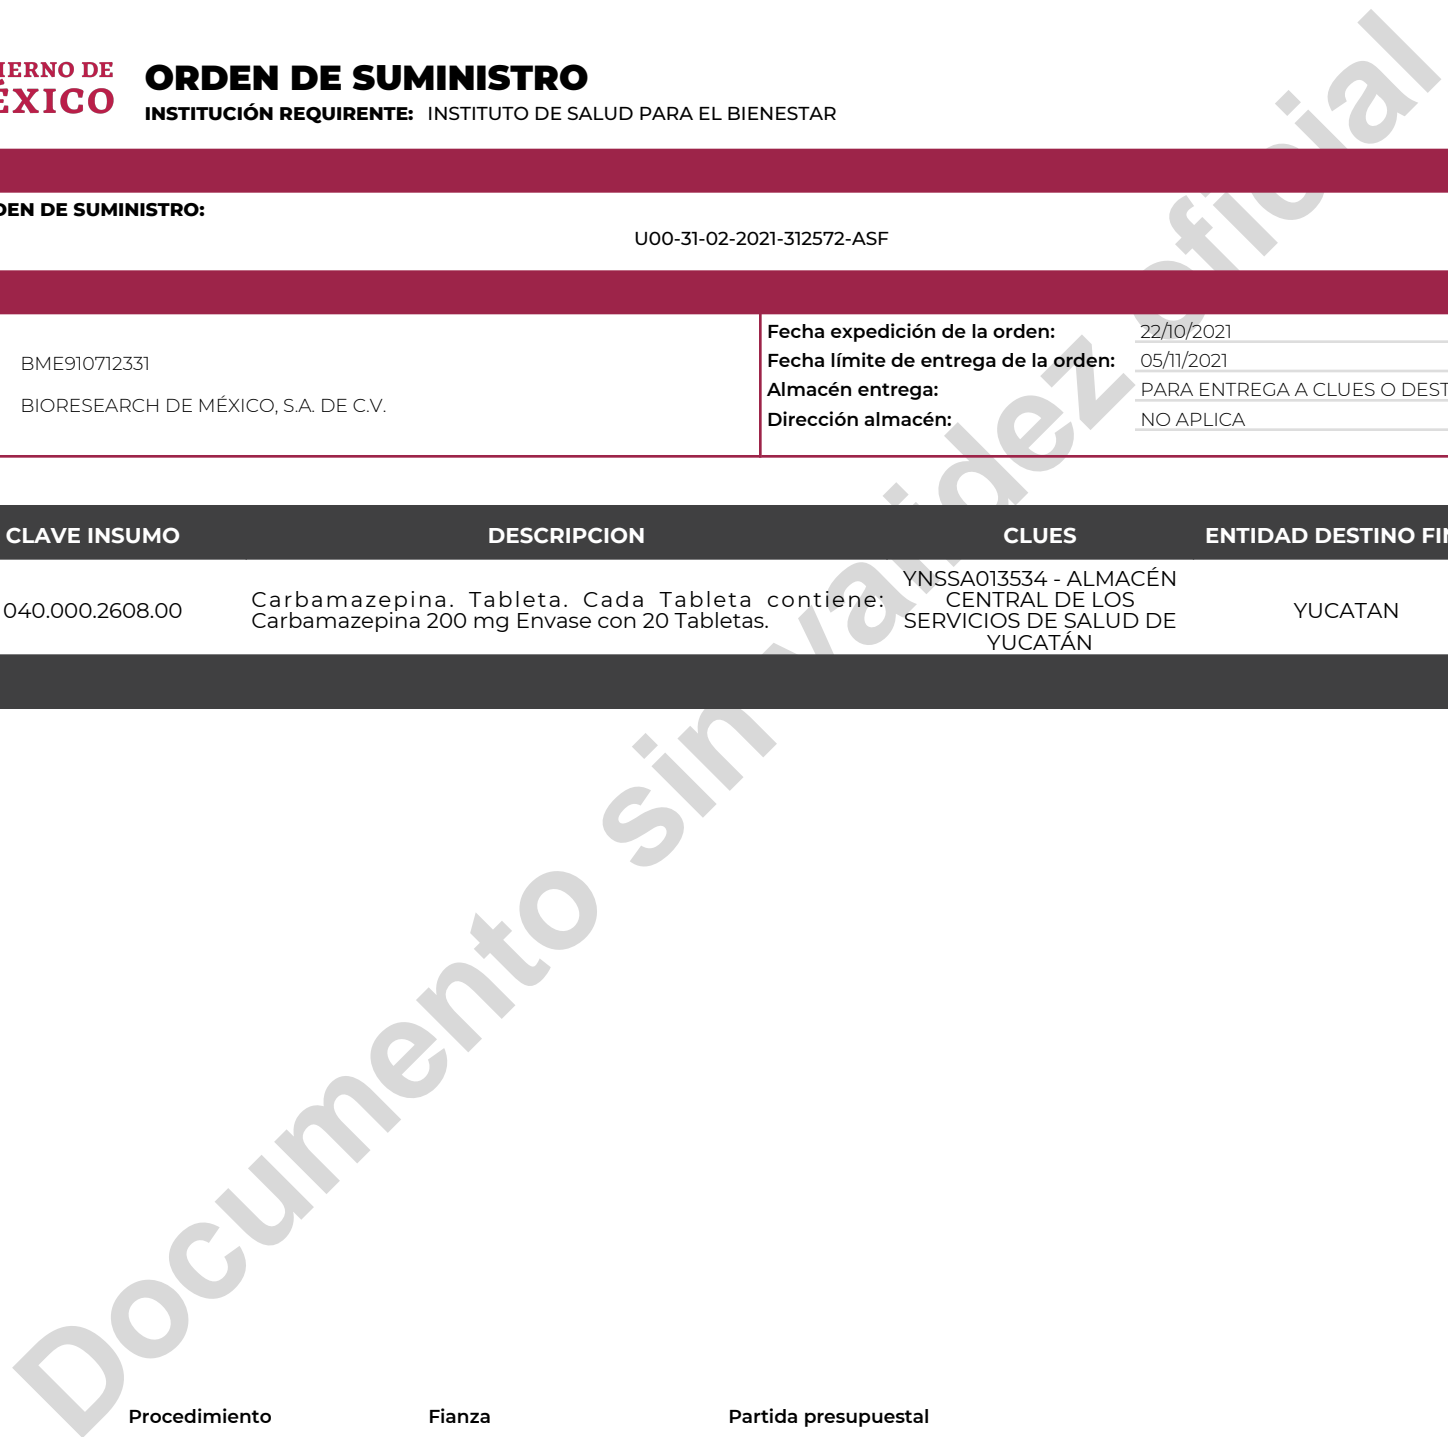 IERNO DE
ÉXICO
ORDEN DE SUMINISTRO
INSTITUCIÓN REQUIRENTE: INSTITUTO DE SALUD PARA EL BIENESTAR
DEN DE SUMINISTRO:
U00-31-02-2021-312572-ASF
BME910712331
BIORESEARCH DE MÉXICO, S.A. DE C.V.
Fecha expedición de la orden: 22/10/2021
Fecha límite de entrega de la orden: 05/11/2021
Almacén entrega: PARA ENTREGA A CLUES O DEST
Dirección almacén: NO APLICA
CLAVE INSUMO DESCRIPCION CLUES ENTIDAD DESTINO FIN
040.000.2608.00
Carbamazepina. Tableta. Cada Tableta contiene:
Carbamazepina 200 mg Envase con 20 Tabletas.
YNSSA013534 - ALMACÉN
CENTRAL DE LOS
SERVICIOS DE SALUD DE
YUCATÁN
YUCATAN
Documento sin validez oficial
Procedimiento Fianza Partida presupuestal